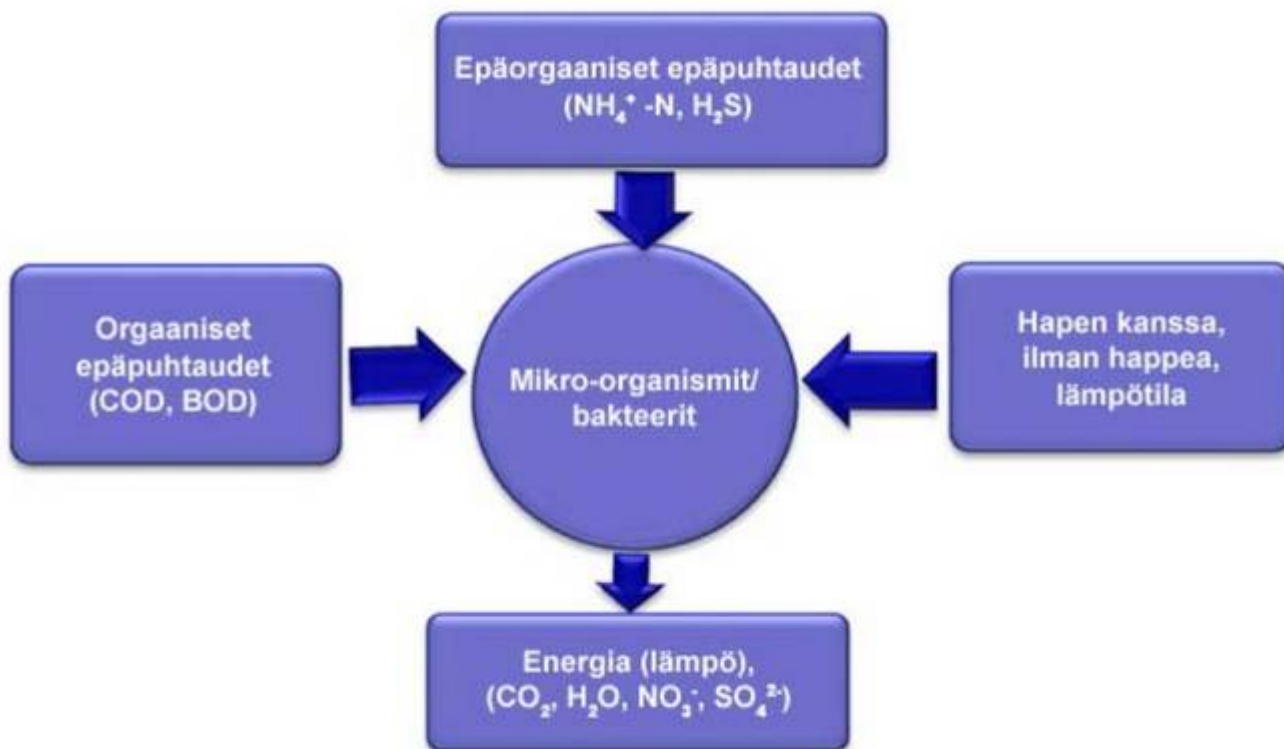 Epäorgaaniset epäpuhtaudet
(NH₄⁺ -N, H₂S)
Orgaaniset
epäpuhtaudet
(COD, BOD)
Mikro-organismit/
bakteerit
Hapen kanssa,
ilman happea,
lämpötila
Energia (lämpö),
(CO₂, H₂O, NO₃⁻, SO₄²⁻)